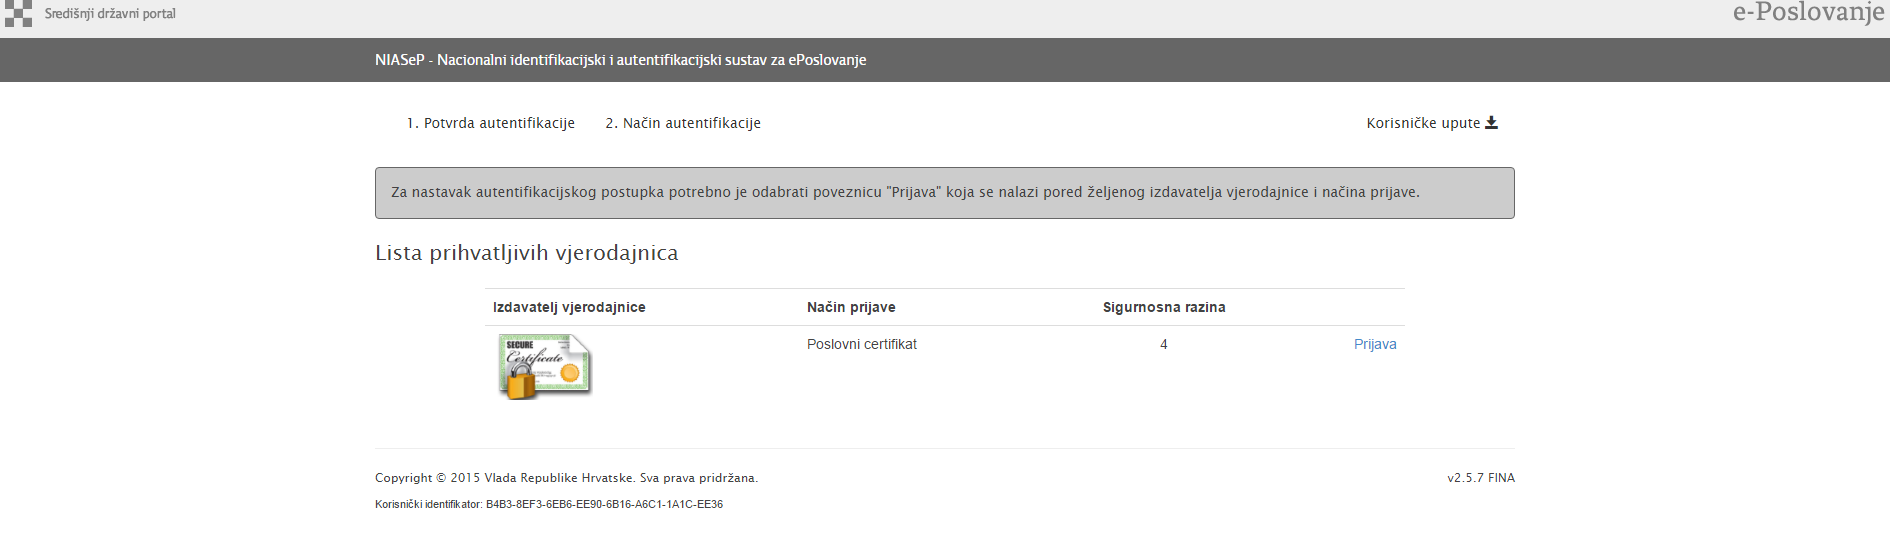 Središnji državni portal
e-Poslovanje
NIASeP - Nacionalni identifikacijski i autentifikacijski sustav za ePoslovanje
1. Potvrda autentifikacije 2. Način autentifikacije Korisničke upute
Za nastavak autentifikacijskog postupka potrebno je odabrati poveznicu "Prijava" koja se nalazi pored željenog izdavatelja vjerodajnice i načina prijave.
Lista prihvatljivih vjerodajnica
Izdavatelj vjerodajnice Način prijave Sigurnosna razina
SECURE
Certificate
Poslovni certifikat 4 Prijava
Copyright © 2015 Vlada Republike Hrvatske. Sva prava pridržana. v2.5.7 FINA
Korisnički identifikator: B4B3-8EF3-6EB6-EE90-6B16-A6C1-1A1C-EE36